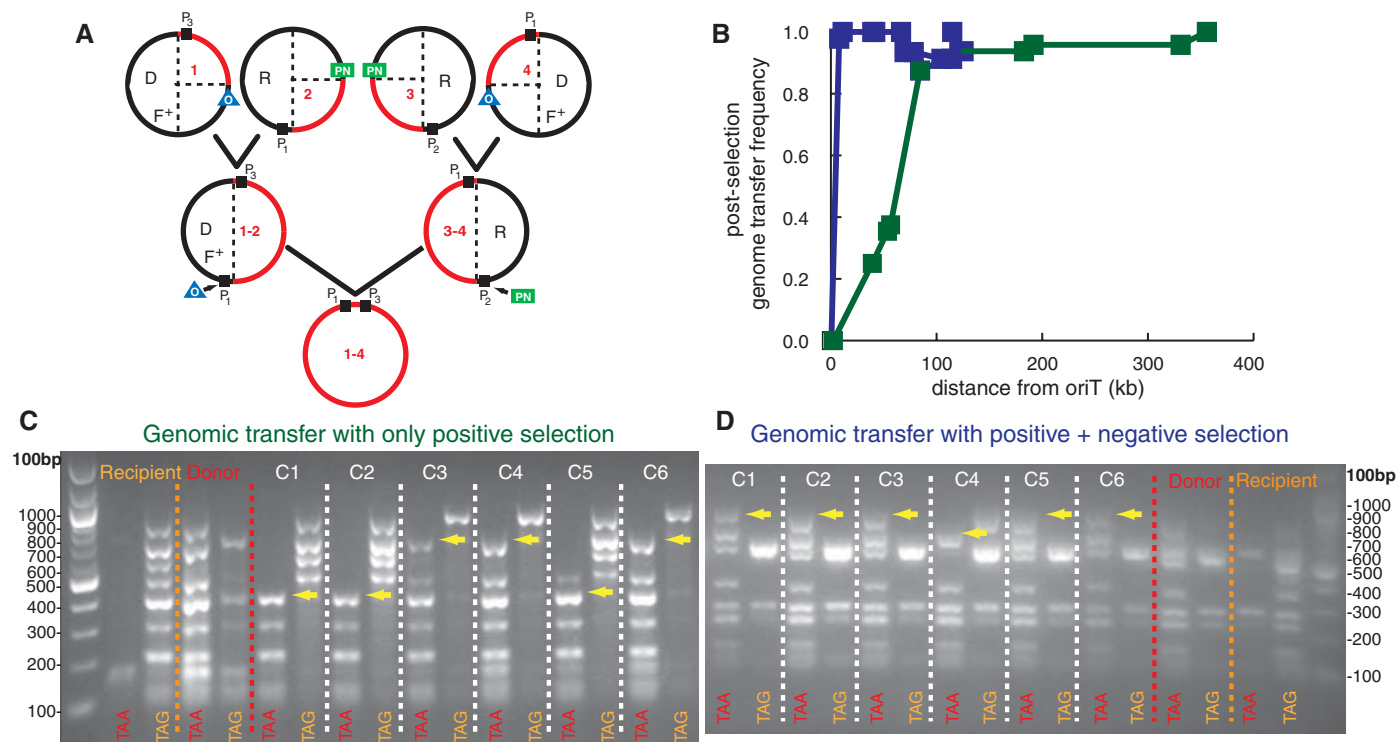 A
P3
1
D
F+
O
R
PN
2
P1
PN
3
R
P2
P1
4
D
F+
O
P3
D
1-2
F+
O
P1
P1
3-4
R
P2
PN
P1
P3
1-4
B
post-selection
genome transfer frequency
1.0
0.8
0.6
0.4
0.2
0.0
0
100
200
300
400
distance from oriT (kb)
C
Genomic transfer with only positive selection
100bp
Recipient
Donor
C1
C2
C3
C4
C5
C6
1000-
900-
800-
700-
600-
500-
400-
300-
200-
100-
TAA
TAG
TAA
TAG
TAA
TAG
TAA
TAG
TAA
TAG
TAA
TAG
TAA
TAG
TAA
TAG
D
Genomic transfer with positive + negative selection
C1
C2
C3
C4
C5
C6
Donor
Recipient
100bp
-1000
-900
-800
-700
-600
-500
-400
-300
-200
-100
TAA
TAG
TAA
TAG
TAA
TAG
TAA
TAG
TAA
TAG
TAA
TAG
TAA
TAG
TAA
TAG